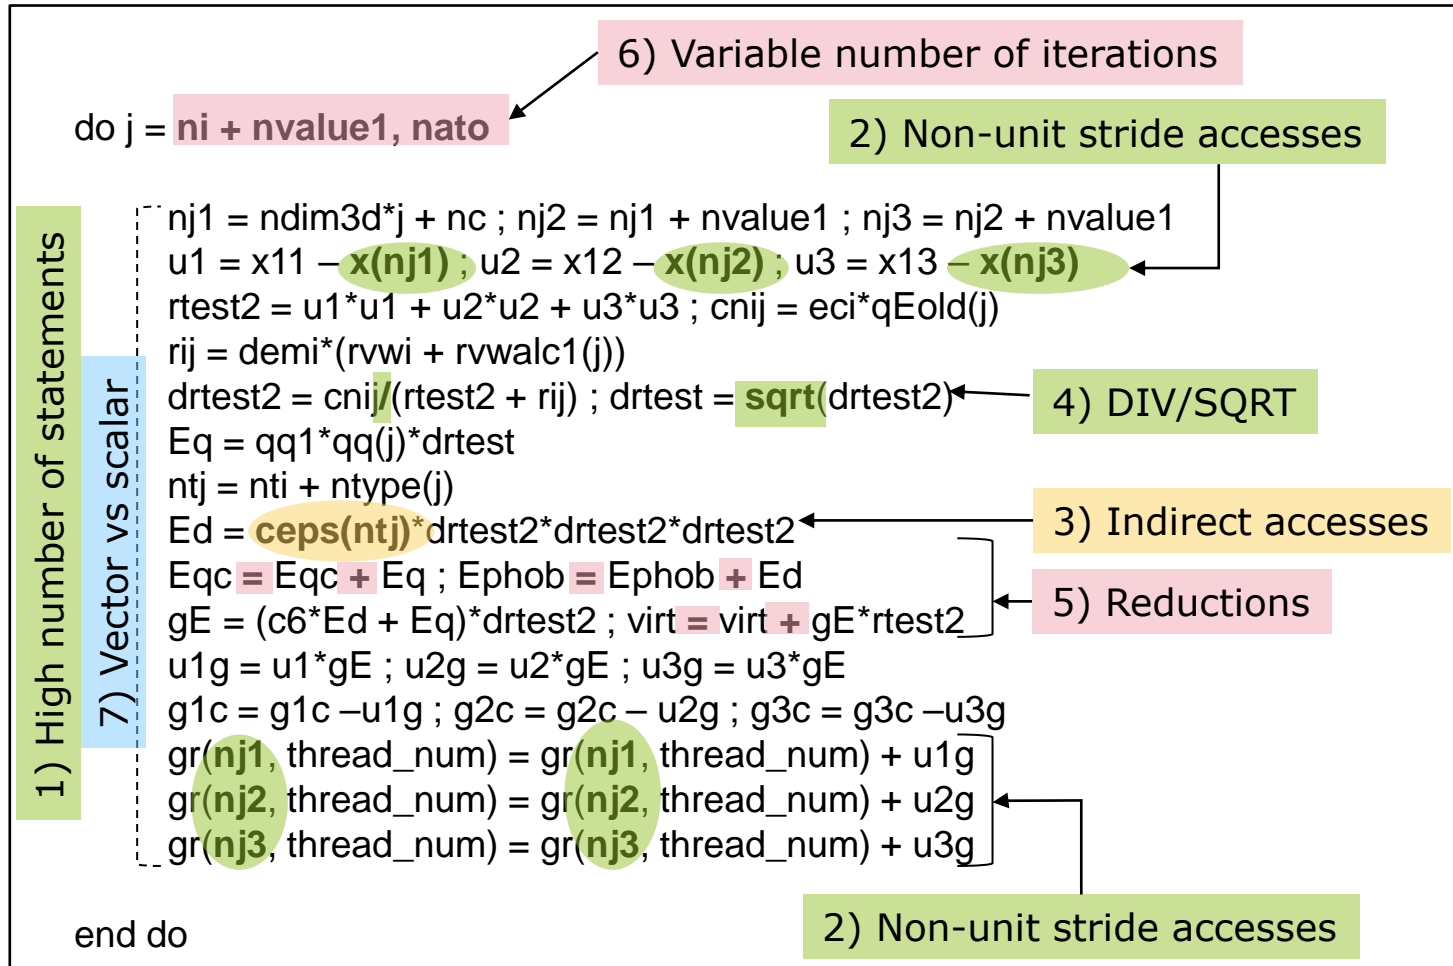 6) Variable number of iterations
do j = ni + nvalue1, nato
2) Non-unit stride accesses
1) High number of statements
7) Vector vs scalar
nj1 = ndim3d*j + nc ; nj2 = nj1 + nvalue1 ; nj3 = nj2 + nvalue1
u1 = x11 – x(nj1) ; u2 = x12 – x(nj2) ; u3 = x13 – x(nj3)
rtest2 = u1*u1 + u2*u2 + u3*u3 ; cnij = eci*qEold(j)
rij = demi*(rvwi + rvwalc1(j))
drtest2 = cnij/(rtest2 + rij) ; drtest = sqrt(drtest2)
4) DIV/SQRT
Eq = qq1*qq(j)*drtest
ntj = nti + ntype(j)
Ed = ceps(ntj)*drtest2*drtest2*drtest2
3) Indirect accesses
Eqc = Eqc + Eq ; Ephob = Ephob + Ed
5) Reductions
gE = (c6*Ed + Eq)*drtest2 ; virt = virt + gE*rtest2
u1g = u1*gE ; u2g = u2*gE ; u3g = u3*gE
g1c = g1c –u1g ; g2c = g2c – u2g ; g3c = g3c –u3g
gr(nj1, thread_num) = gr(nj1, thread_num) + u1g
gr(nj2, thread_num) = gr(nj2, thread_num) + u2g
gr(nj3, thread_num) = gr(nj3, thread_num) + u3g
2) Non-unit stride accesses
end do